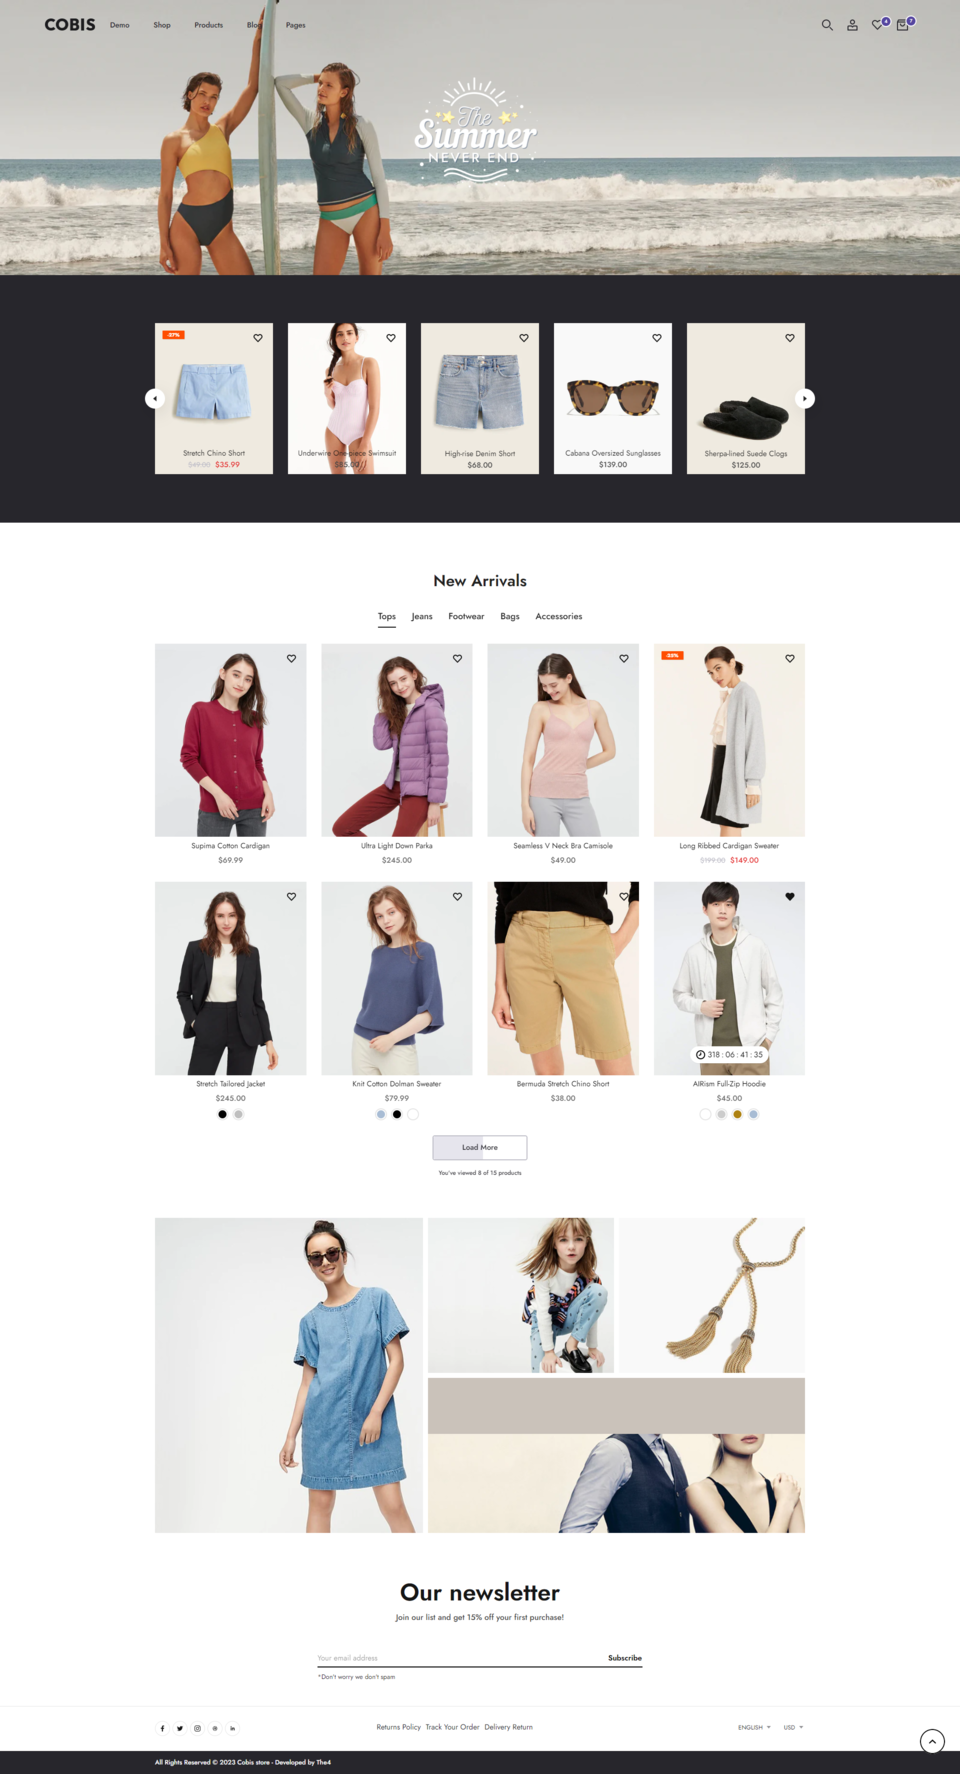 COBIS Demo Shop Products Blog Pages
4 7
The
Summer
NEVER END
-27%
Stretch Chino Short
$49.00 $35.99
Underwire One-piece Swimsuit
$85.00
High-rise Denim Short
$68.00
Cabana Oversized Sunglasses
$139.00
Sherpa-lined Suede Clogs
$125.00
New Arrivals
Tops Jeans Footwear Bags Accessories
-25%
Supima Cotton Cardigan
$69.99
Ultra Light Down Parka
$245.00
Seamless V Neck Bra Camisole
$49.00
Long Ribbed Cardigan Sweater
$199.00 $149.00
318 : 06 : 41 : 35
Stretch Tailored Jacket
$245.00
Knit Cotton Dolman Sweater
$79.99
Bermuda Stretch Chino Short
$38.00
AIRism Full-Zip Hoodie
$45.00
Load More
You've viewed 8 of 15 products
Our newsletter
Join our list and get 15% off your first purchase!
Your email address Subscribe
*Don't worry we don't spam
Returns Policy Track Your Order Delivery Return
ENGLISH USD
All Rights Reserved © 2023 Cobis store - Developed by The4